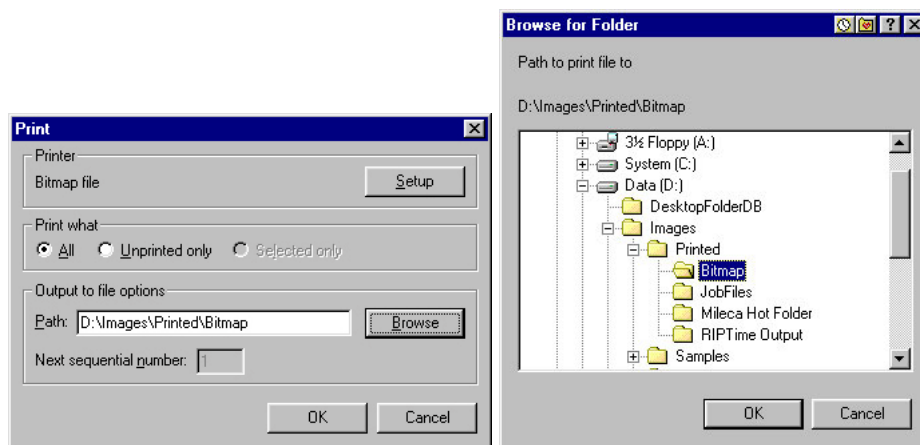 Print
Printer
Bitmap file
Setup
Print what
All
Unprinted only
Selected only
Output to file options
Path: D:\Images\Printed\Bitmap
Browse
Next sequential number: 1
OK
Cancel
Browse for Folder
Path to print file to
D:\Images\Printed\Bitmap
3½ Floppy (A:)
System (C:)
Data (D:)
DesktopFolderDB
Images
Printed
Bitmap
JobFiles
Mileca Hot Folder
RIPTime Output
Samples
OK
Cancel